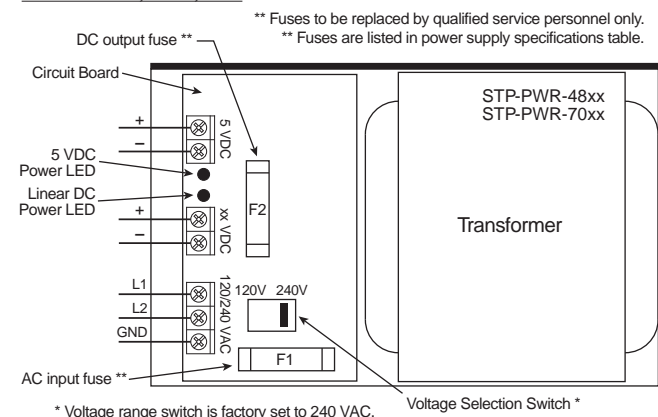 ** Fuses to be replaced by qualified service personnel only.
** Fuses are listed in power supply specifications table.
DC output fuse **
Circuit Board
STP-PWR-48xx
STP-PWR-70xx
+
5 VDC
–
5 VDC
Power LED
Linear DC
Power LED
F2
Transformer
+
xx VDC
–
L1
120/240 VAC
120V 240V
L2
GND
F1
AC input fuse **
Voltage Selection Switch *
* Voltage range switch is factory set to 240 VAC.